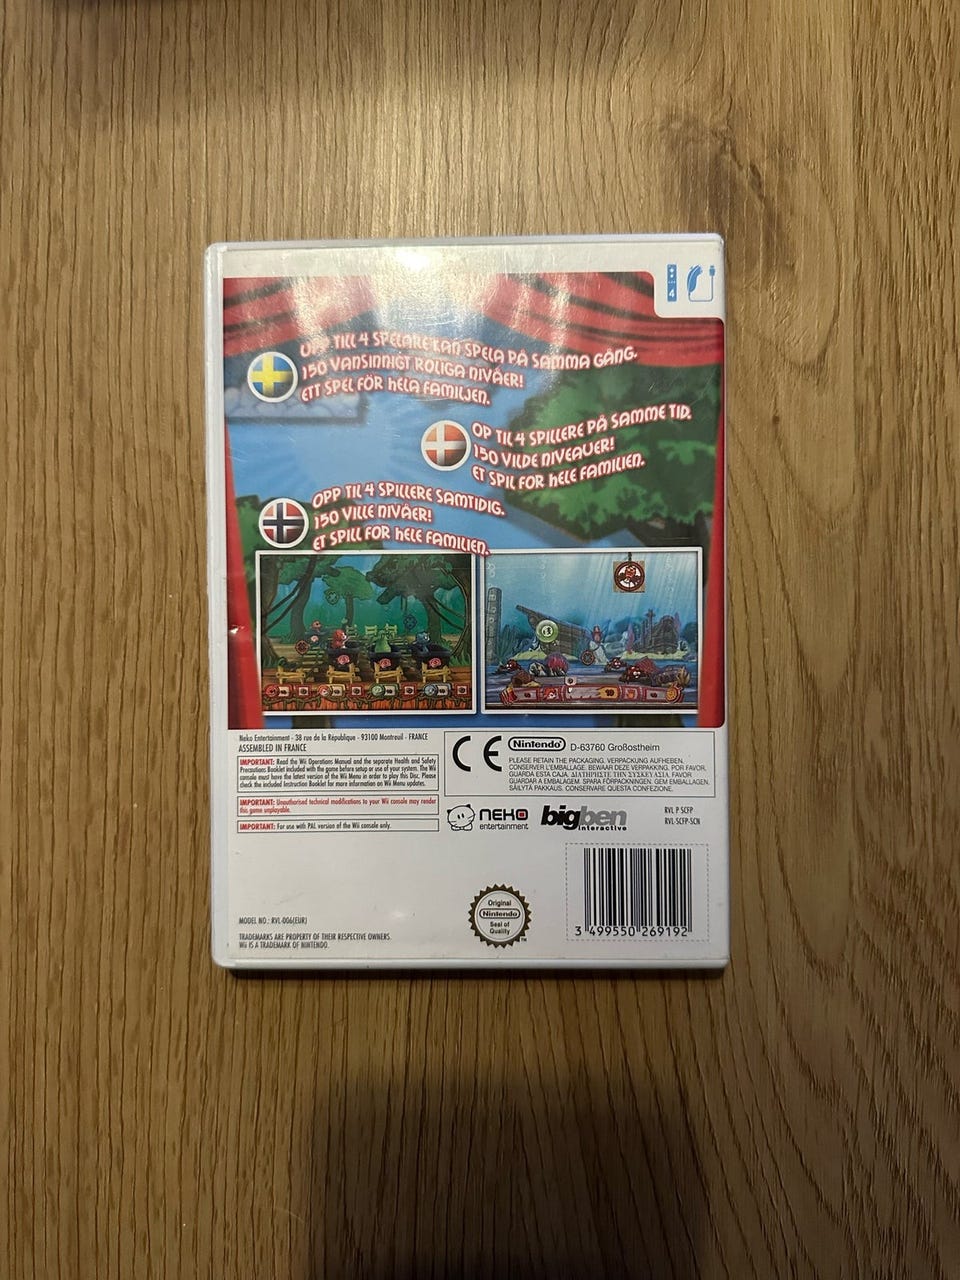 4
OPP TILL 4 SPELARE KAN SPELA PÅ SAMMA GÅNG.
150 VANSINNIGT ROLIGA NIVÅER!
ETT SPEL FÖR HELA FAMILJEN.
OP TIL 4 SPILLERE PÅ SAMME TID.
150 VILDE NIVEAUER!
ET SPIL FOR HELE FAMILIEN.
OPP TIL 4 SPILLERE SAMTIDIG.
150 VILLE NIVÅER!
ET SPILL FOR HELE FAMILIEN.
Neko Entertainment - 38 rue de la République - 93100 Montreuil - FRANCE
ASSEMBLED IN FRANCE
IMPORTANT: Read the Wii Operations Manual and the separate Health and Safety
Precautions Booklet included with the game before setup or use of your system. The Wii
console must have the latest version of the Wii Menu in order to play this Disc. Please
check the included Instruction Booklet for more information on Wii Menu updates.
IMPORTANT: Unauthorised technical modifications to your Wii console may render
this game unplayable.
IMPORTANT: For use with PAL version of the Wii console only.
CE
Nintendo D-63760 Großostheim
PLEASE RETAIN THE PACKAGING. VERPACKUNG AUFHEBEN.
CONSERVER L'EMBALLAGE. BEWAAR DEZE VERPAKKING. POR FAVOR,
GUARDA ESTA CAJA. ΔΙΑΤΗΡΗΣΤΕ ΤΗΝ ΣΥΣΚΕΥΑΣΙΑ. FAVOR
GUARDAR A EMBALAGEM. SPARA FÖRPACKNINGEN. GEM EMBALLAGEN.
SÄILYTÄ PAKKAUS. CONSERVARE QUESTA CONFEZIONE.
NEKO
entertainment
bigben
interactive
RVL P SCFP
RVL-SCFP-SCN
Original
Nintendo
Seal of
Quality
TM
3 499550 269192
MODEL NO.: RVL-006(EUR)
TRADEMARKS ARE PROPERTY OF THEIR RESPECTIVE OWNERS.
Wii IS A TRADEMARK OF NINTENDO.